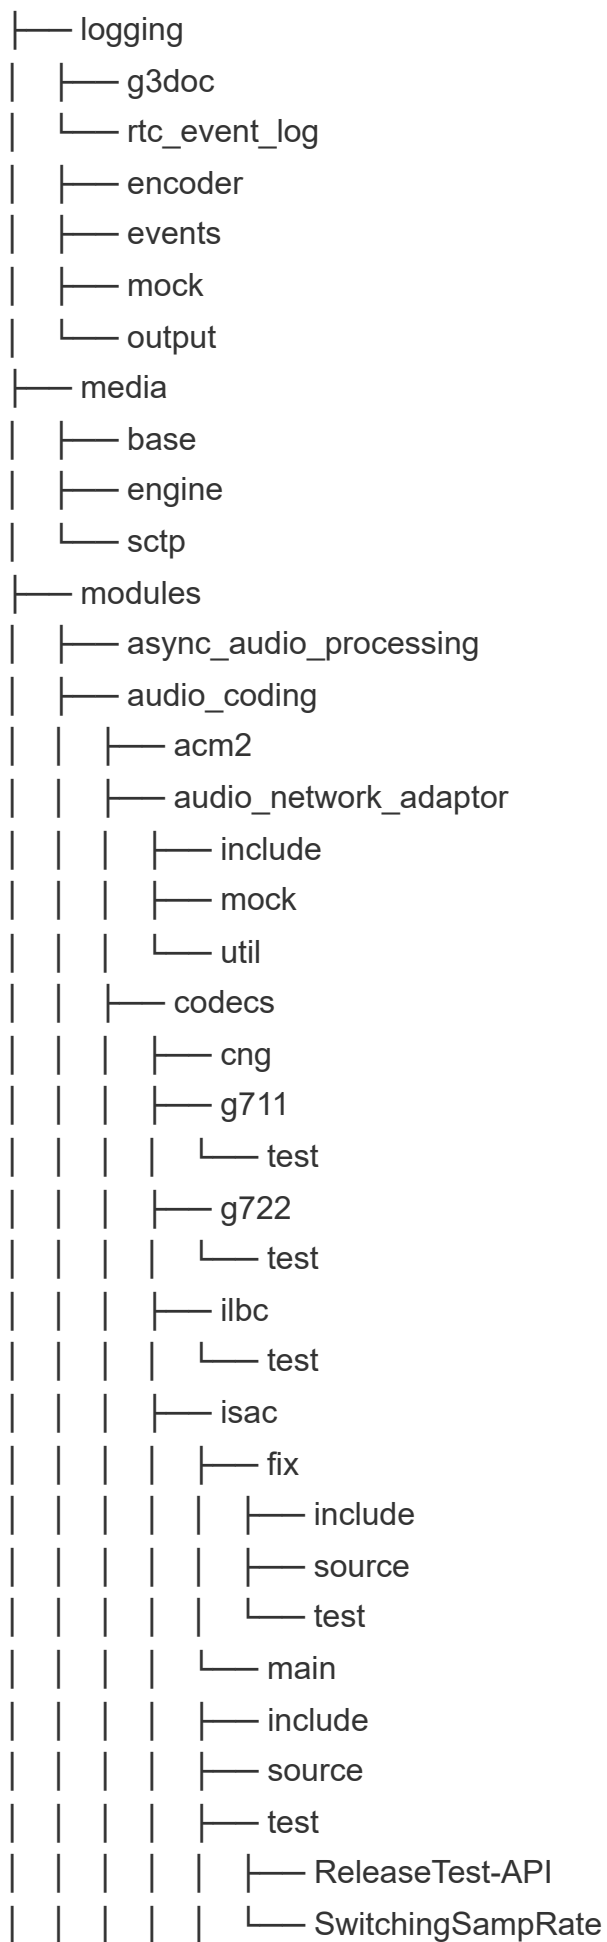 ├── logging
│ ├── g3doc
│ └── rtc_event_log
│ ├── encoder
│ ├── events
│ ├── mock
│ └── output
├── media
│ ├── base
│ ├── engine
│ └── sctp
├── modules
│ ├── async_audio_processing
│ ├── audio_coding
│ │ ├── acm2
│ │ ├── audio_network_adaptor
│ │ │ ├── include
│ │ │ ├── mock
│ │ │ └── util
│ │ ├── codecs
│ │ │ ├── cng
│ │ │ ├── g711
│ │ │ │ └── test
│ │ │ ├── g722
│ │ │ │ └── test
│ │ │ ├── ilbc
│ │ │ │ └── test
│ │ │ ├── isac
│ │ │ │ ├── fix
│ │ │ │ │ ├── include
│ │ │ │ │ ├── source
│ │ │ │ │ └── test
│ │ │ │ └── main
│ │ │ │ ├── include
│ │ │ │ ├── source
│ │ │ │ ├── test
│ │ │ │ │ ├── ReleaseTest-API
│ │ │ │ │ └── SwitchingSampRate